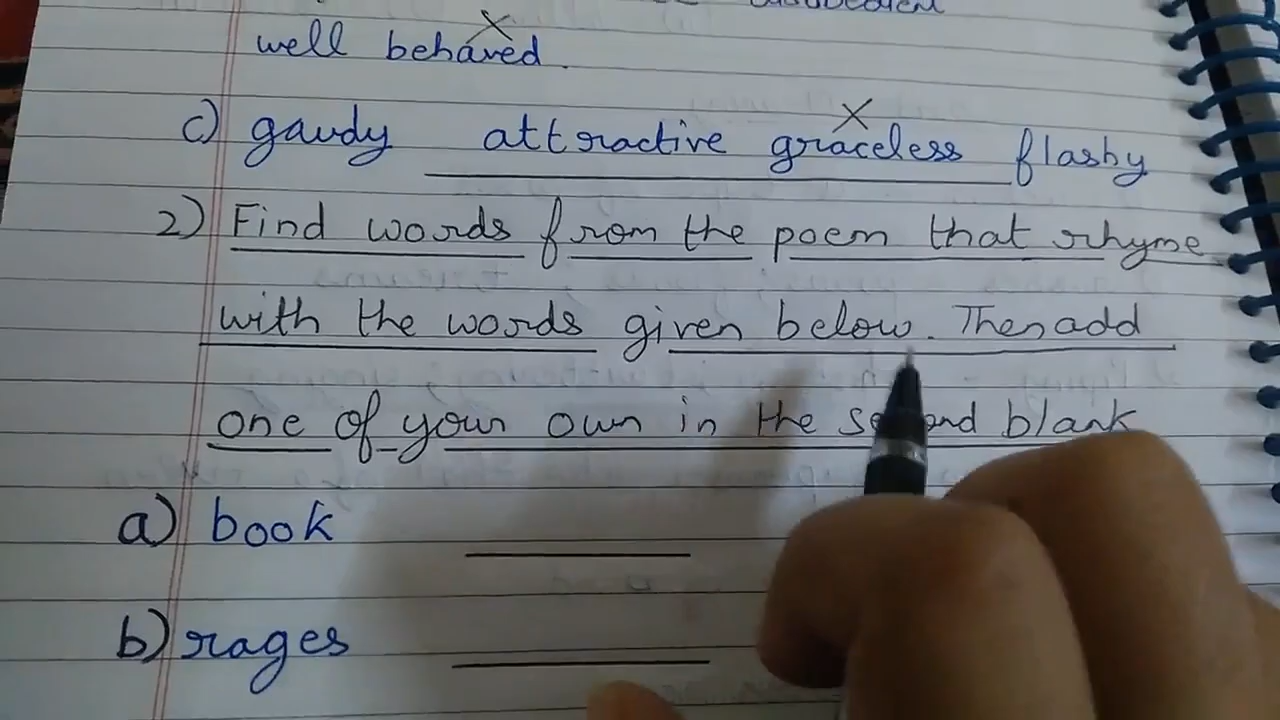 well behaved.
c) gaudy attractive graceless flashy
2) Find words from the poem that rhyme
with the words given below. Then add
one of your own in the second blank
a) book
b) rages